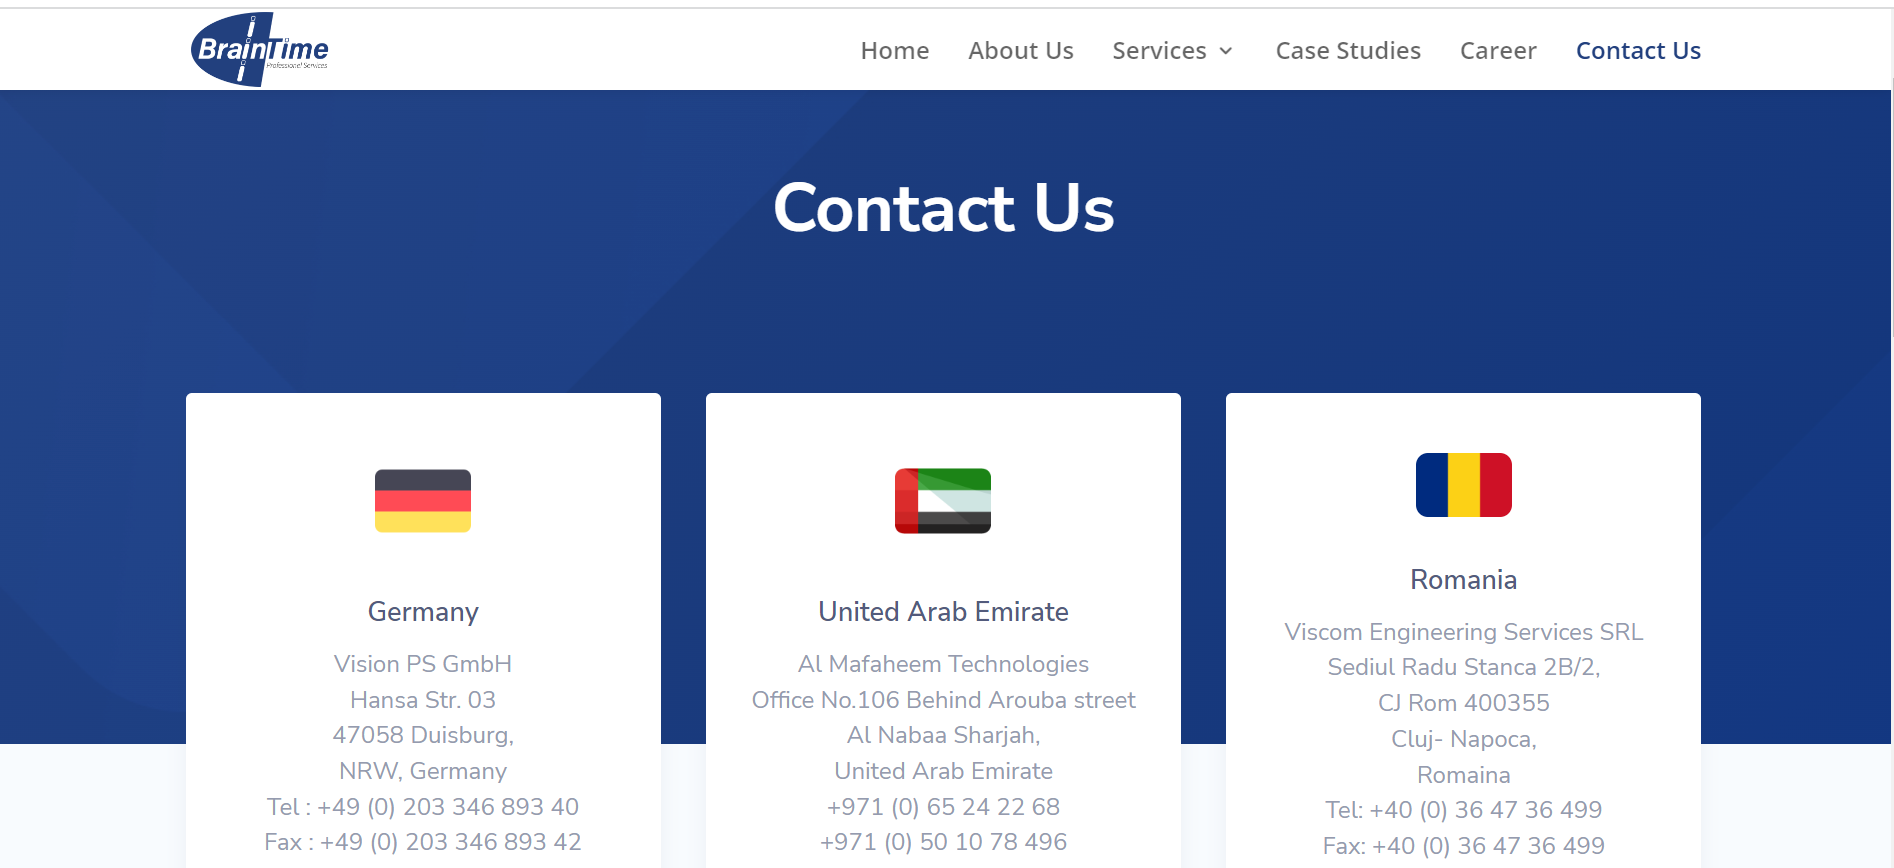 BrainTime
Professionel Services
Home About Us Services Case Studies Career Contact Us
Contact Us
Germany
Vision PS GmbH
Hansa Str. 03
47058 Duisburg,
NRW, Germany
Tel : +49 (0) 203 346 893 40
Fax : +49 (0) 203 346 893 42
United Arab Emirate
Al Mafaheem Technologies
Office No.106 Behind Arouba street
Al Nabaa Sharjah,
United Arab Emirate
+971 (0) 65 24 22 68
+971 (0) 50 10 78 496
Romania
Viscom Engineering Services SRL
Sediul Radu Stanca 2B/2,
CJ Rom 400355
Cluj- Napoca,
Romaina
Tel: +40 (0) 36 47 36 499
Fax: +40 (0) 36 47 36 499